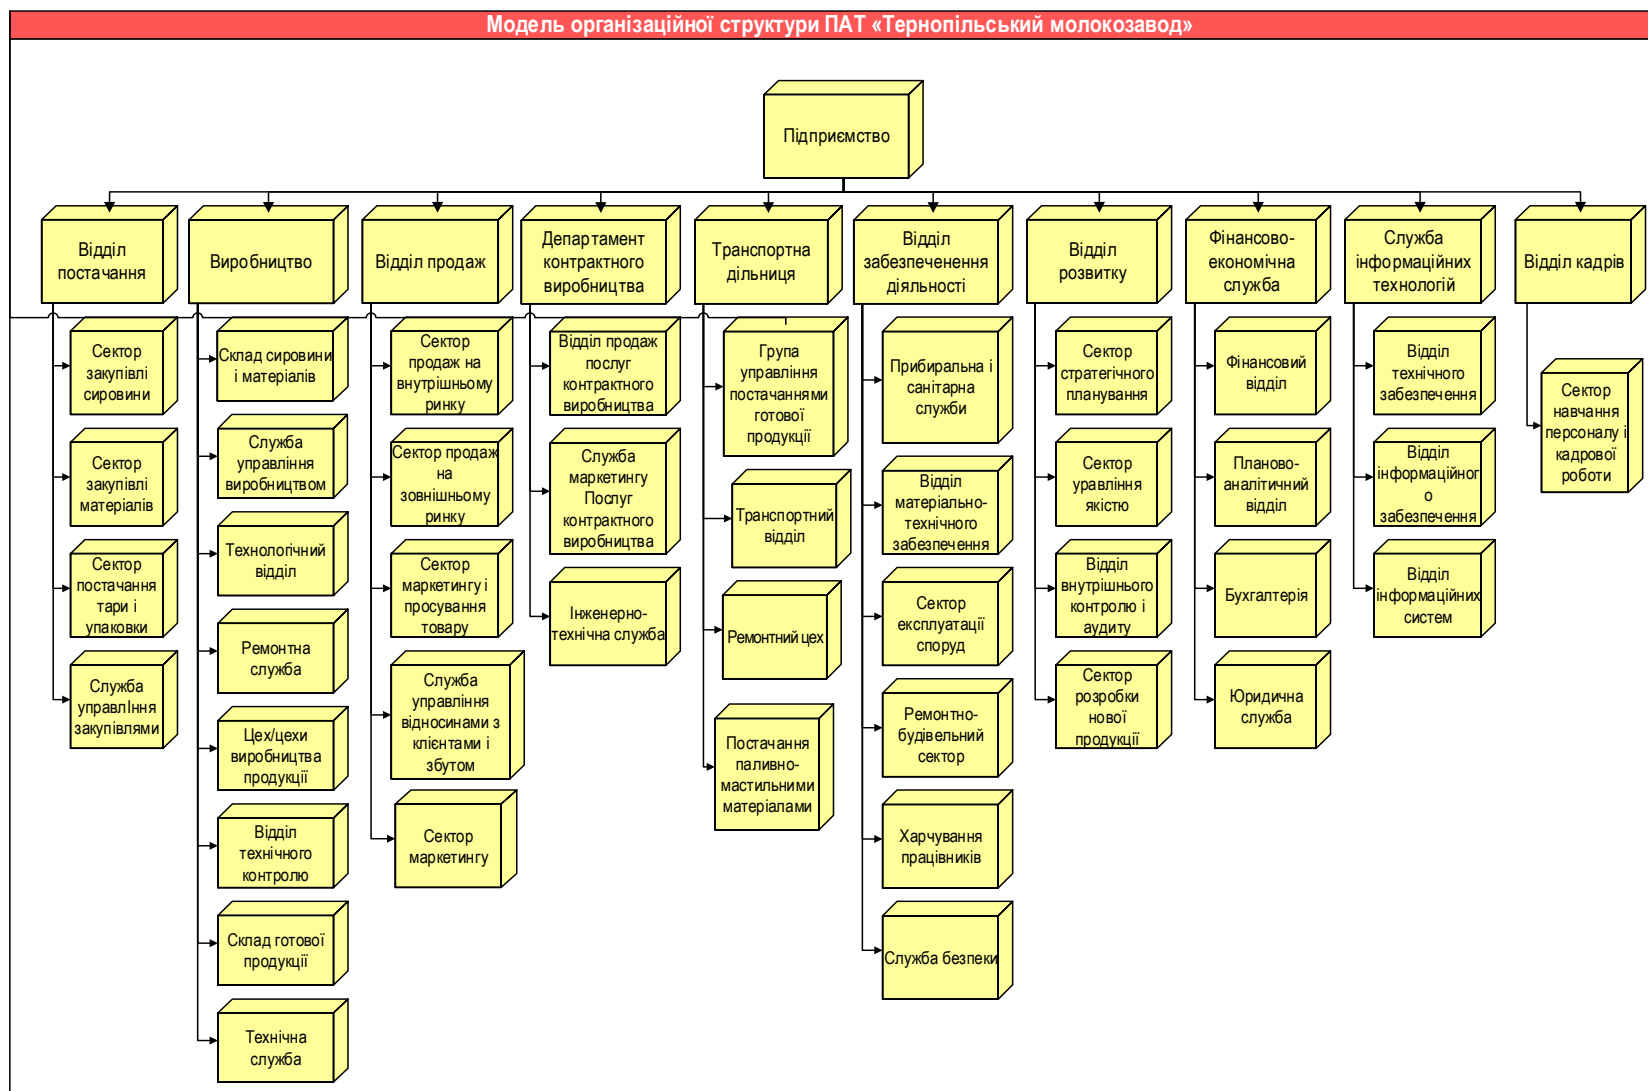 Модель організаційної структури ПАТ «Тернопільський молокозавод»
Підприємство
Відділ
постачання
Виробництво
Відділ продаж
Департамент
контрактного
виробництва
Транспортна
дільниця
Відділ
забезпеченення
діяльності
Відділ
розвитку
Фінансово-
економічна
служба
Служба
інформаційних
технологій
Відділ кадрів
Сектор
закупівлі
сировини
Сектор
закупівлі
матеріалів
Сектор
постачання
тари і
упаковки
Служба
управлІння
закупівлями
Склад сировини
і матеріалів
Служба
управління
виробництвом
Технологічний
відділ
Ремонтна
служба
Цех/цехи
виробництва
продукції
Відділ
технічного
контролю
Склад готової
продукції
Технічна
служба
Сектор
продаж на
внутрішньому
ринку
Сектор продаж
на
зовнішньому
ринку
Сектор
маркетингу і
просування
товару
Служба
управління
відносинами з
клієнтами і
збутом
Сектор
маркетингу
Відділ продаж
послуг
контрактного
виробництва
Служба
маркетингу
Послуг
контрактного
виробництва
Інженерно-
технічна служба
Група
управління
постачаннями
готової
продукції
Транспортний
відділ
Ремонтний цех
Постачання
паливно-
мастильними
матеріалами
Прибиральна і
санітарна
служби
Відділ
матеріально-
технічного
забезпечення
Сектор
експлуатації
споруд
Ремонтно-
будівельний
сектор
Харчування
працівників
Служба безпеки
Сектор
стратегічного
планування
Сектор
уравління
якістю
Відділ
внутрішнього
контролю і
аудиту
Сектор
розробки
нової
продукції
Фінансовий
відділ
Планово-
аналітичний
відділ
Бухгалтерія
Юридична
служба
Відділ
технічного
забезпечення
Відділ
інформаційног
о
забезпечення
Відділ
інформаційних
систем
Сектор
навчання
персоналу і
кадрової
роботи